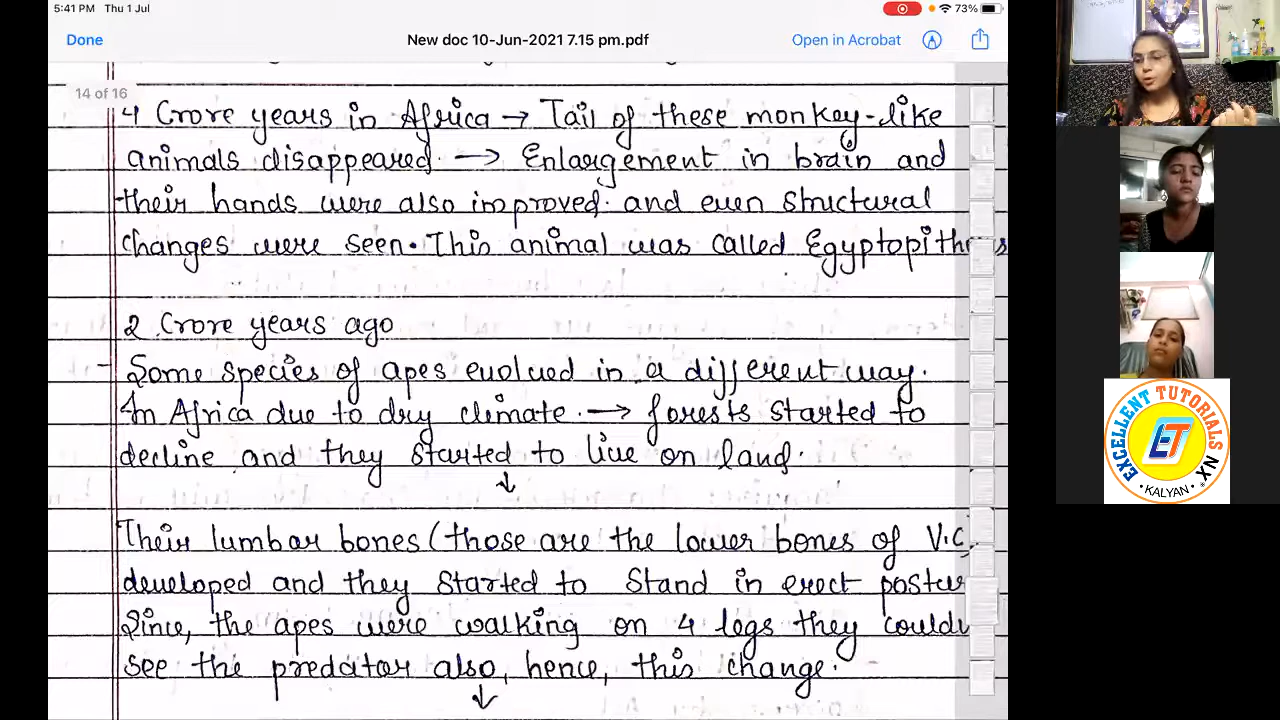 5:41 PM Thu 1 Jul
73%
Done
New doc 10-Jun-2021 7.15 pm.pdf
Open in Acrobat
14 of 16
4 Crore years in Africa → Tail of these monkey-like
animals disappeared. → Enlargement in brain and
their hands were also improved. and even structural
changes were seen. This animal was called Egyptopith s
2 Crore years ago
- Some species of apes evolved in a different way.
In Africa due to dry climate. → forests started to
decline and they started to live on land.
↓
Their lumbar bones (those are the lower bones of V.C.
developed and they started to stand in erect postur
Since, the apes were walking on 4 legs they could
see the predator also, hence, this change.
↓
EXCELLENT TUTORIALS NX
ET
• KALYAN •